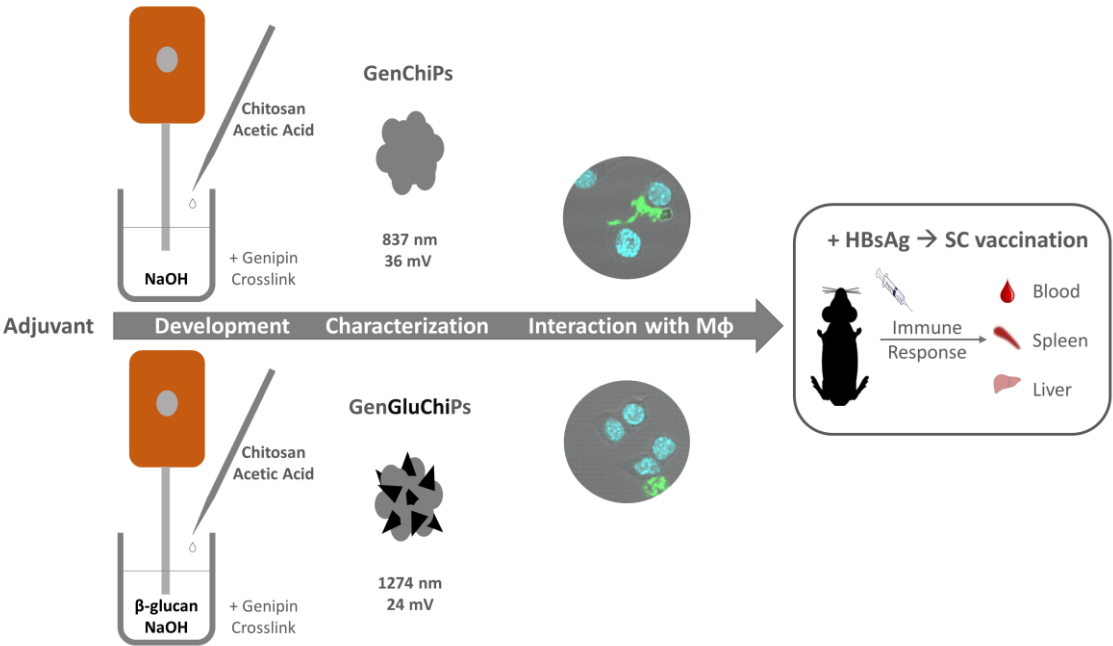 GenChiPs
Chitosan
Acetic Acid
837 nm
36 mV
NaOH
+ Genipin
Crosslink
+ HBsAg → SC vaccination
Blood
Immune
Response
Spleen
Liver
Adjuvant
Development
Characterization
Interaction with Mϕ
GenGluChiPs
Chitosan
Acetic Acid
1274 nm
24 mV
β-glucan
NaOH
+ Genipin
Crosslink